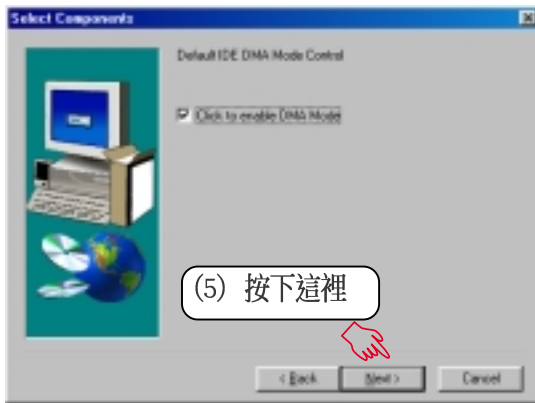 Select Components
Default IDE DMA Mode Control
Click to enable DMA Mode
(5) 按下這裡
< Back
Next >
Cancel